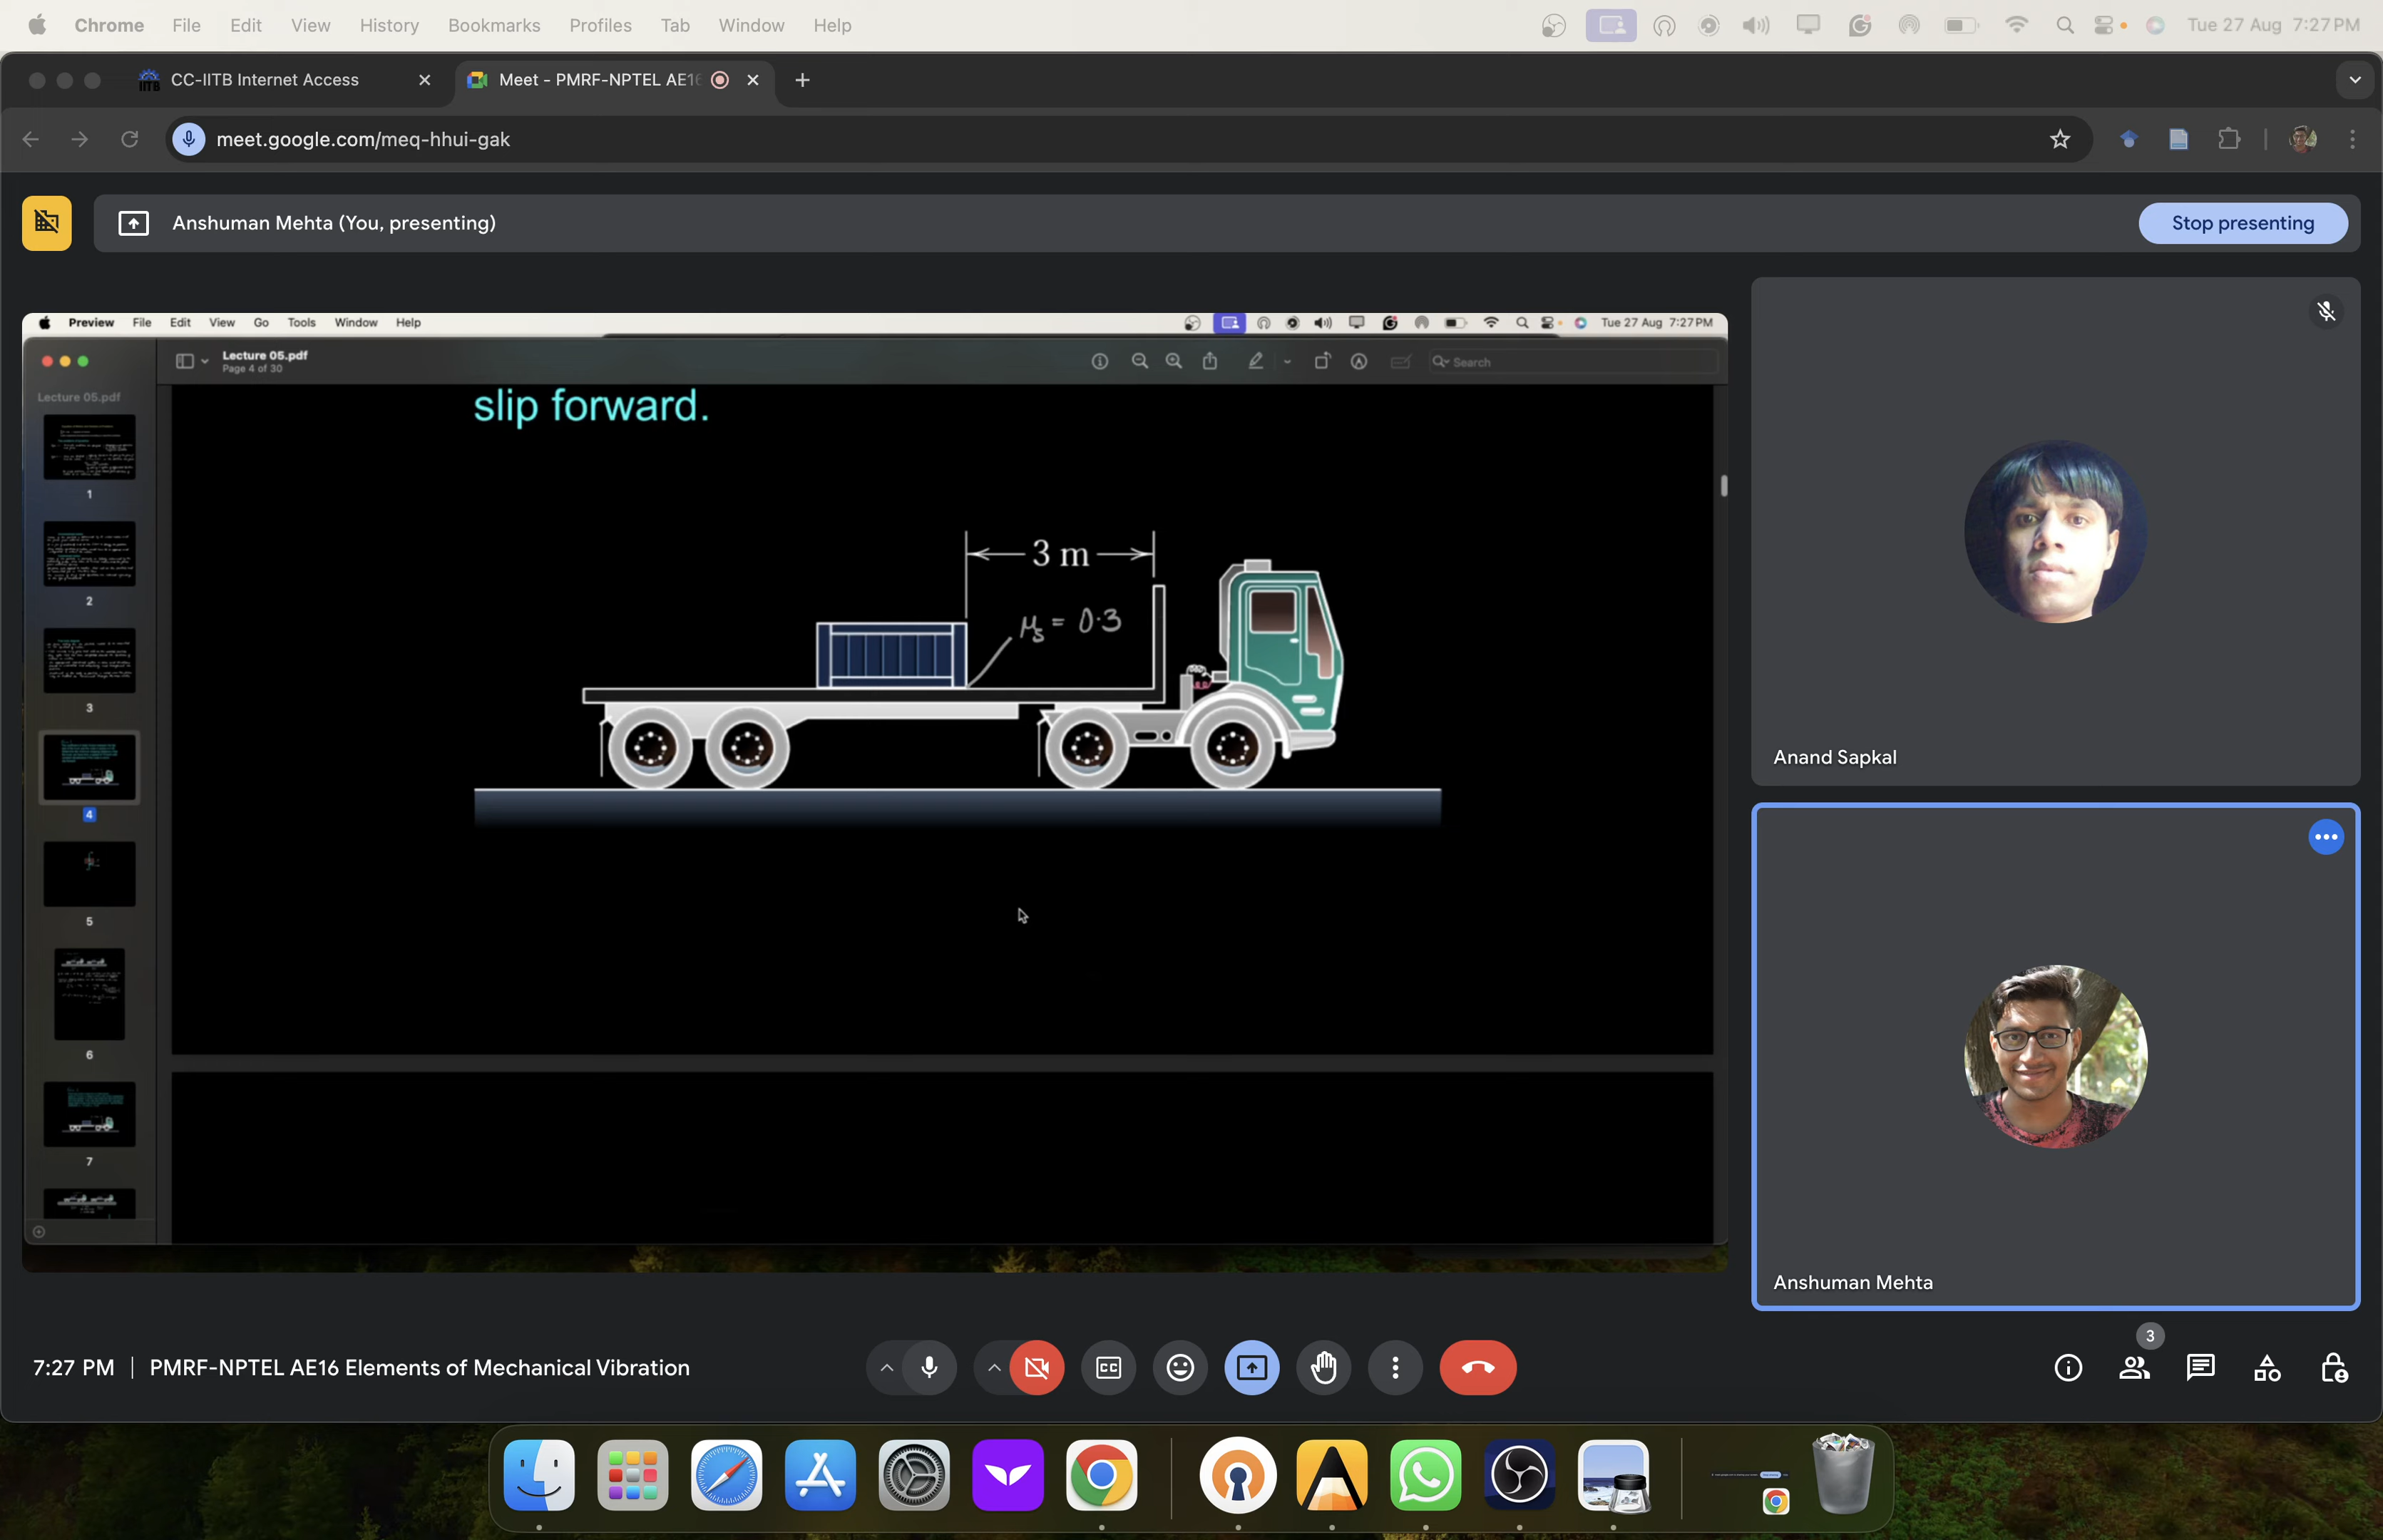 Chrome File Edit View History Bookmarks Profiles Tab Window Help Tue 27 Aug 7:27 PM
CC-IITB Internet Access Meet - PMRF-NPTEL AE16
meet.google.com/meq-hhui-gak
Anshuman Mehta (You, presenting) Stop presenting
Preview File Edit View Go Tools Window Help Tue 27 Aug 7:27 PM
Lecture 05.pdf
Page 4 of 30
Search
Lecture 05.pdf
slip forward.
1
2
3
4
5
6
7
3 m
μs = 0.3
Anand Sapkal
Anshuman Mehta
3
7:27 PM | PMRF-NPTEL AE16 Elements of Mechanical Vibration
CC